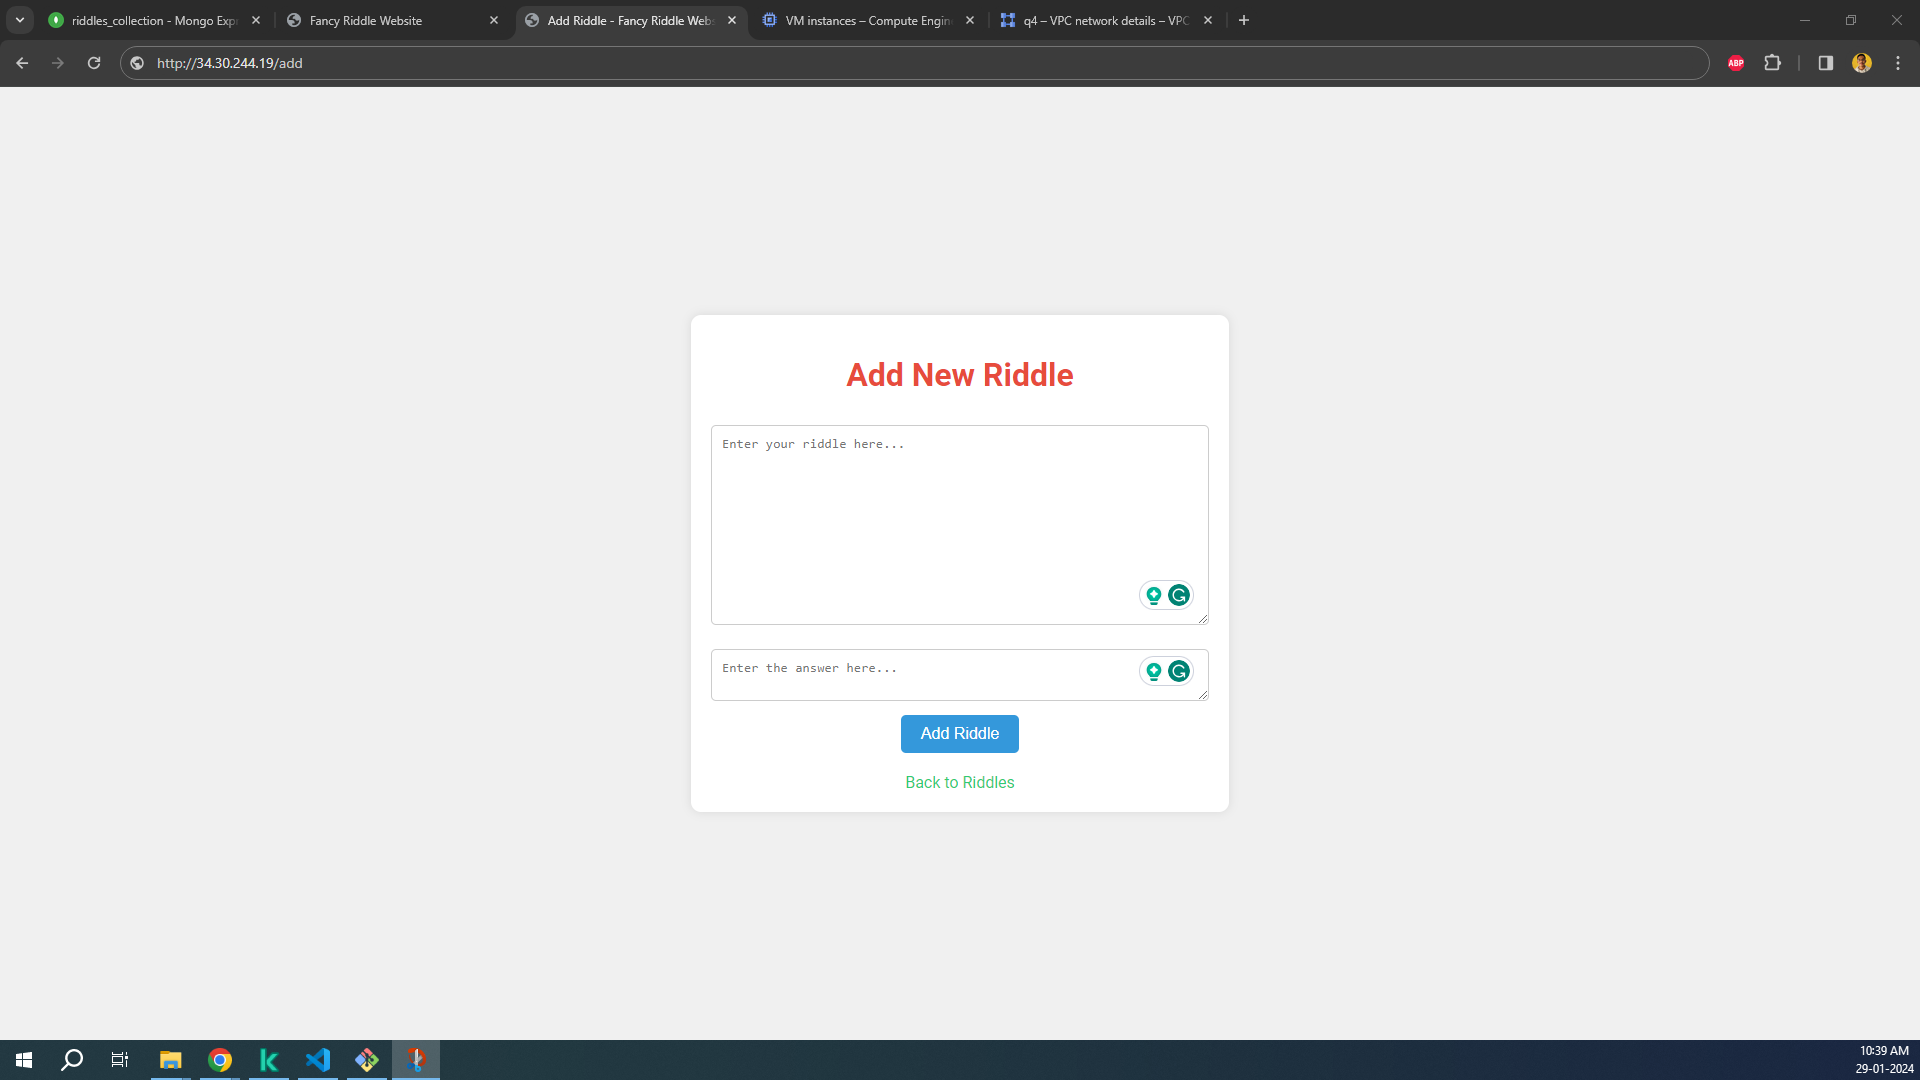 riddles_collection - Mongo Exp
Fancy Riddle Website
Add Riddle - Fancy Riddle Webs
VM instances – Compute Engin
q4 – VPC network details – VPC
http://34.30.244.19/add
ABP
Add New Riddle
Enter your riddle here...
Enter the answer here...
Add Riddle
Back to Riddles
10:39 AM
29-01-2024